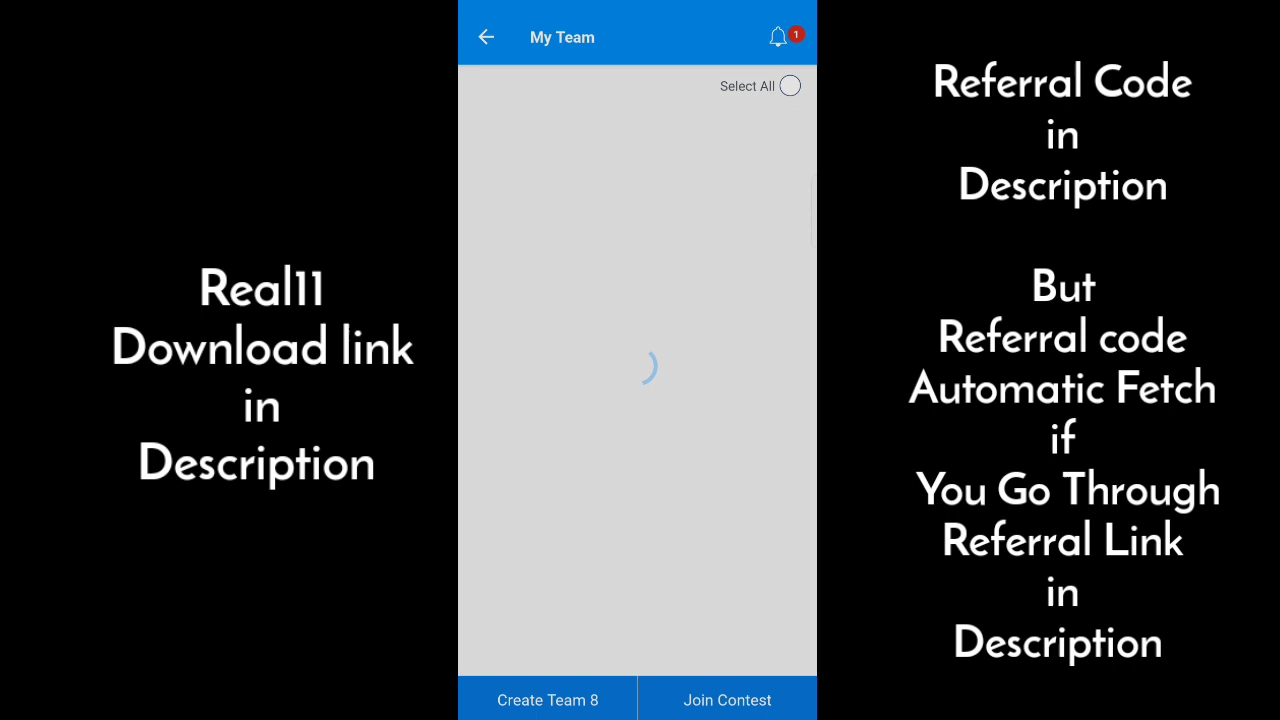 Real11
Download link
in
Description
My Team
1
Select All
Create Team 8
Join Contest
Referral Code
in
Description
But
Referral code
Automatic Fetch
if
You Go Through
Referral Link
in
Description